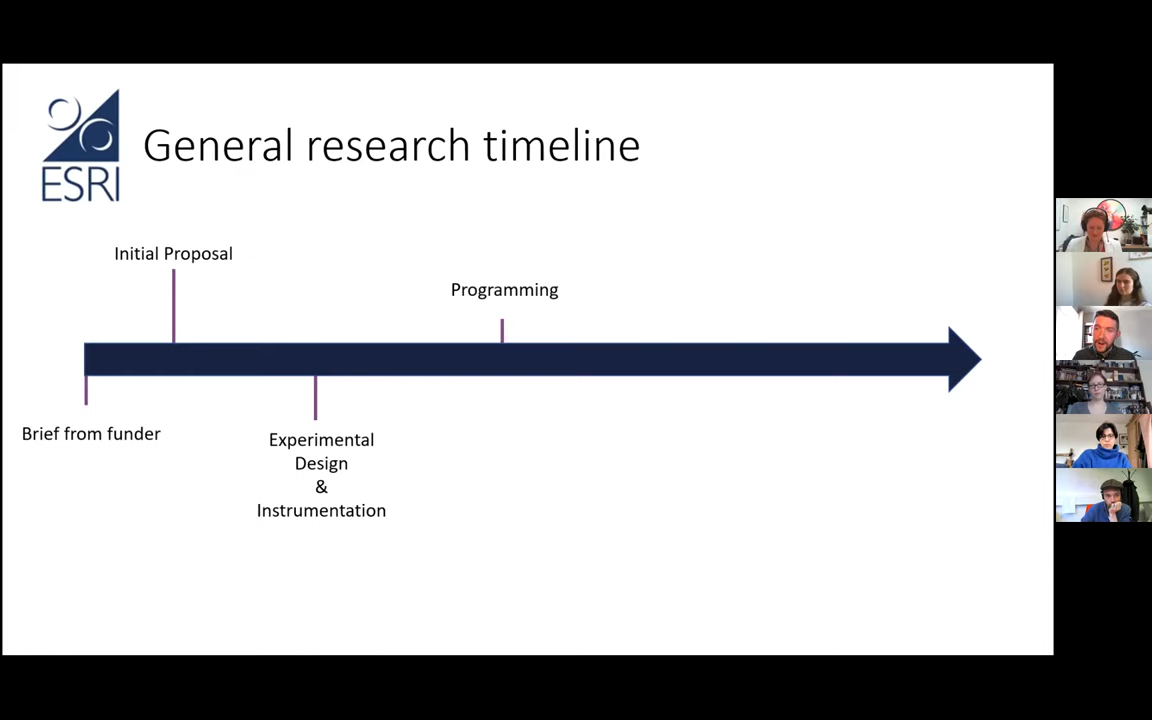 ESRI
General research timeline
Initial Proposal
Programming
Brief from funder
Experimental
Design
&
Instrumentation